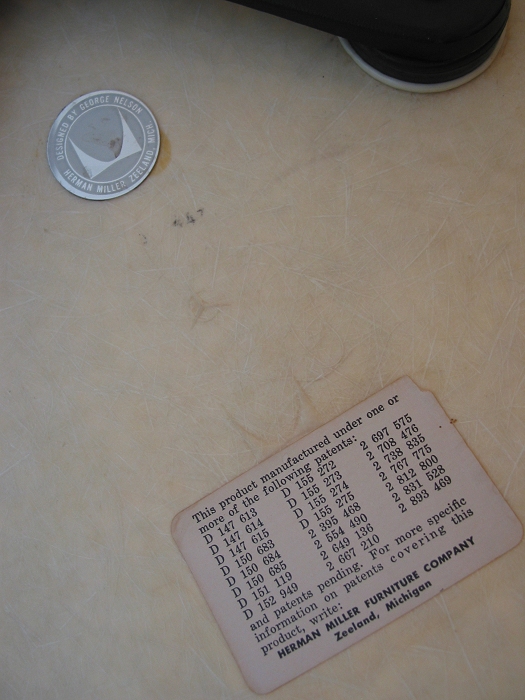 DESIGNED BY GEORGE NELSON
HERMAN MILLER ZEELAND, MICH.
This product manufactured under one or
more of the following patents:
D 147 613 D 155 272 2 697 575
D 147 614 D 155 273 2 708 476
D 147 615 D 155 274 2 738 835
D 150 683 D 155 275 2 767 775
D 150 684 2 395 468 2 812 800
D 150 685 2 554 490 2 831 528
D 151 119 2 649 136 2 893 469
D 152 949 2 667 210
and patents pending. For more specific
information on patents covering this
product, write:
HERMAN MILLER FURNITURE COMPANY
Zeeland, Michigan